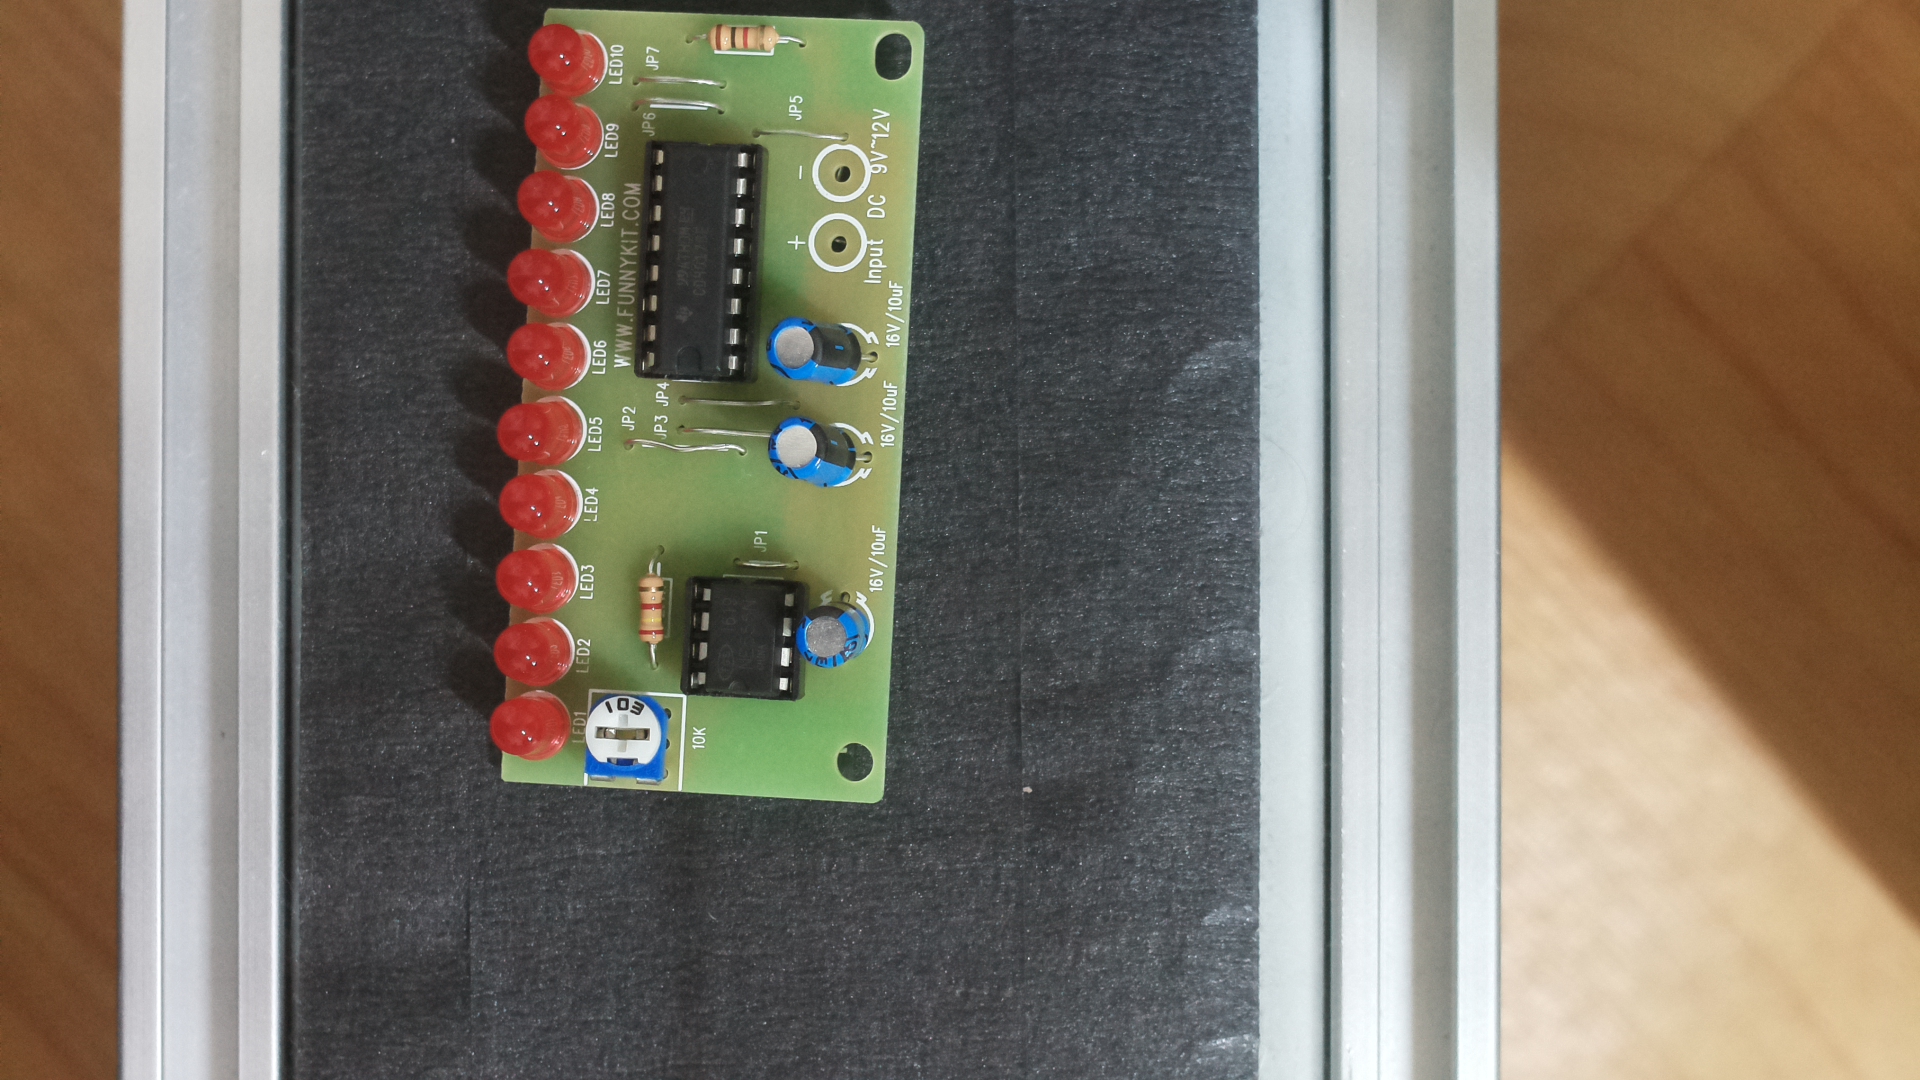 LED10
LED9
LED8
LED7
LED6
LED5
LED4
LED3
LED2
LED1
JP7
JP6
JP5
JP4
JP2
JP3
JP1
WWW.FUNNYKIT.COM
-
+
Input DC 9V~12V
16V/10uF
16V/10uF
16V/10uF
103
10K